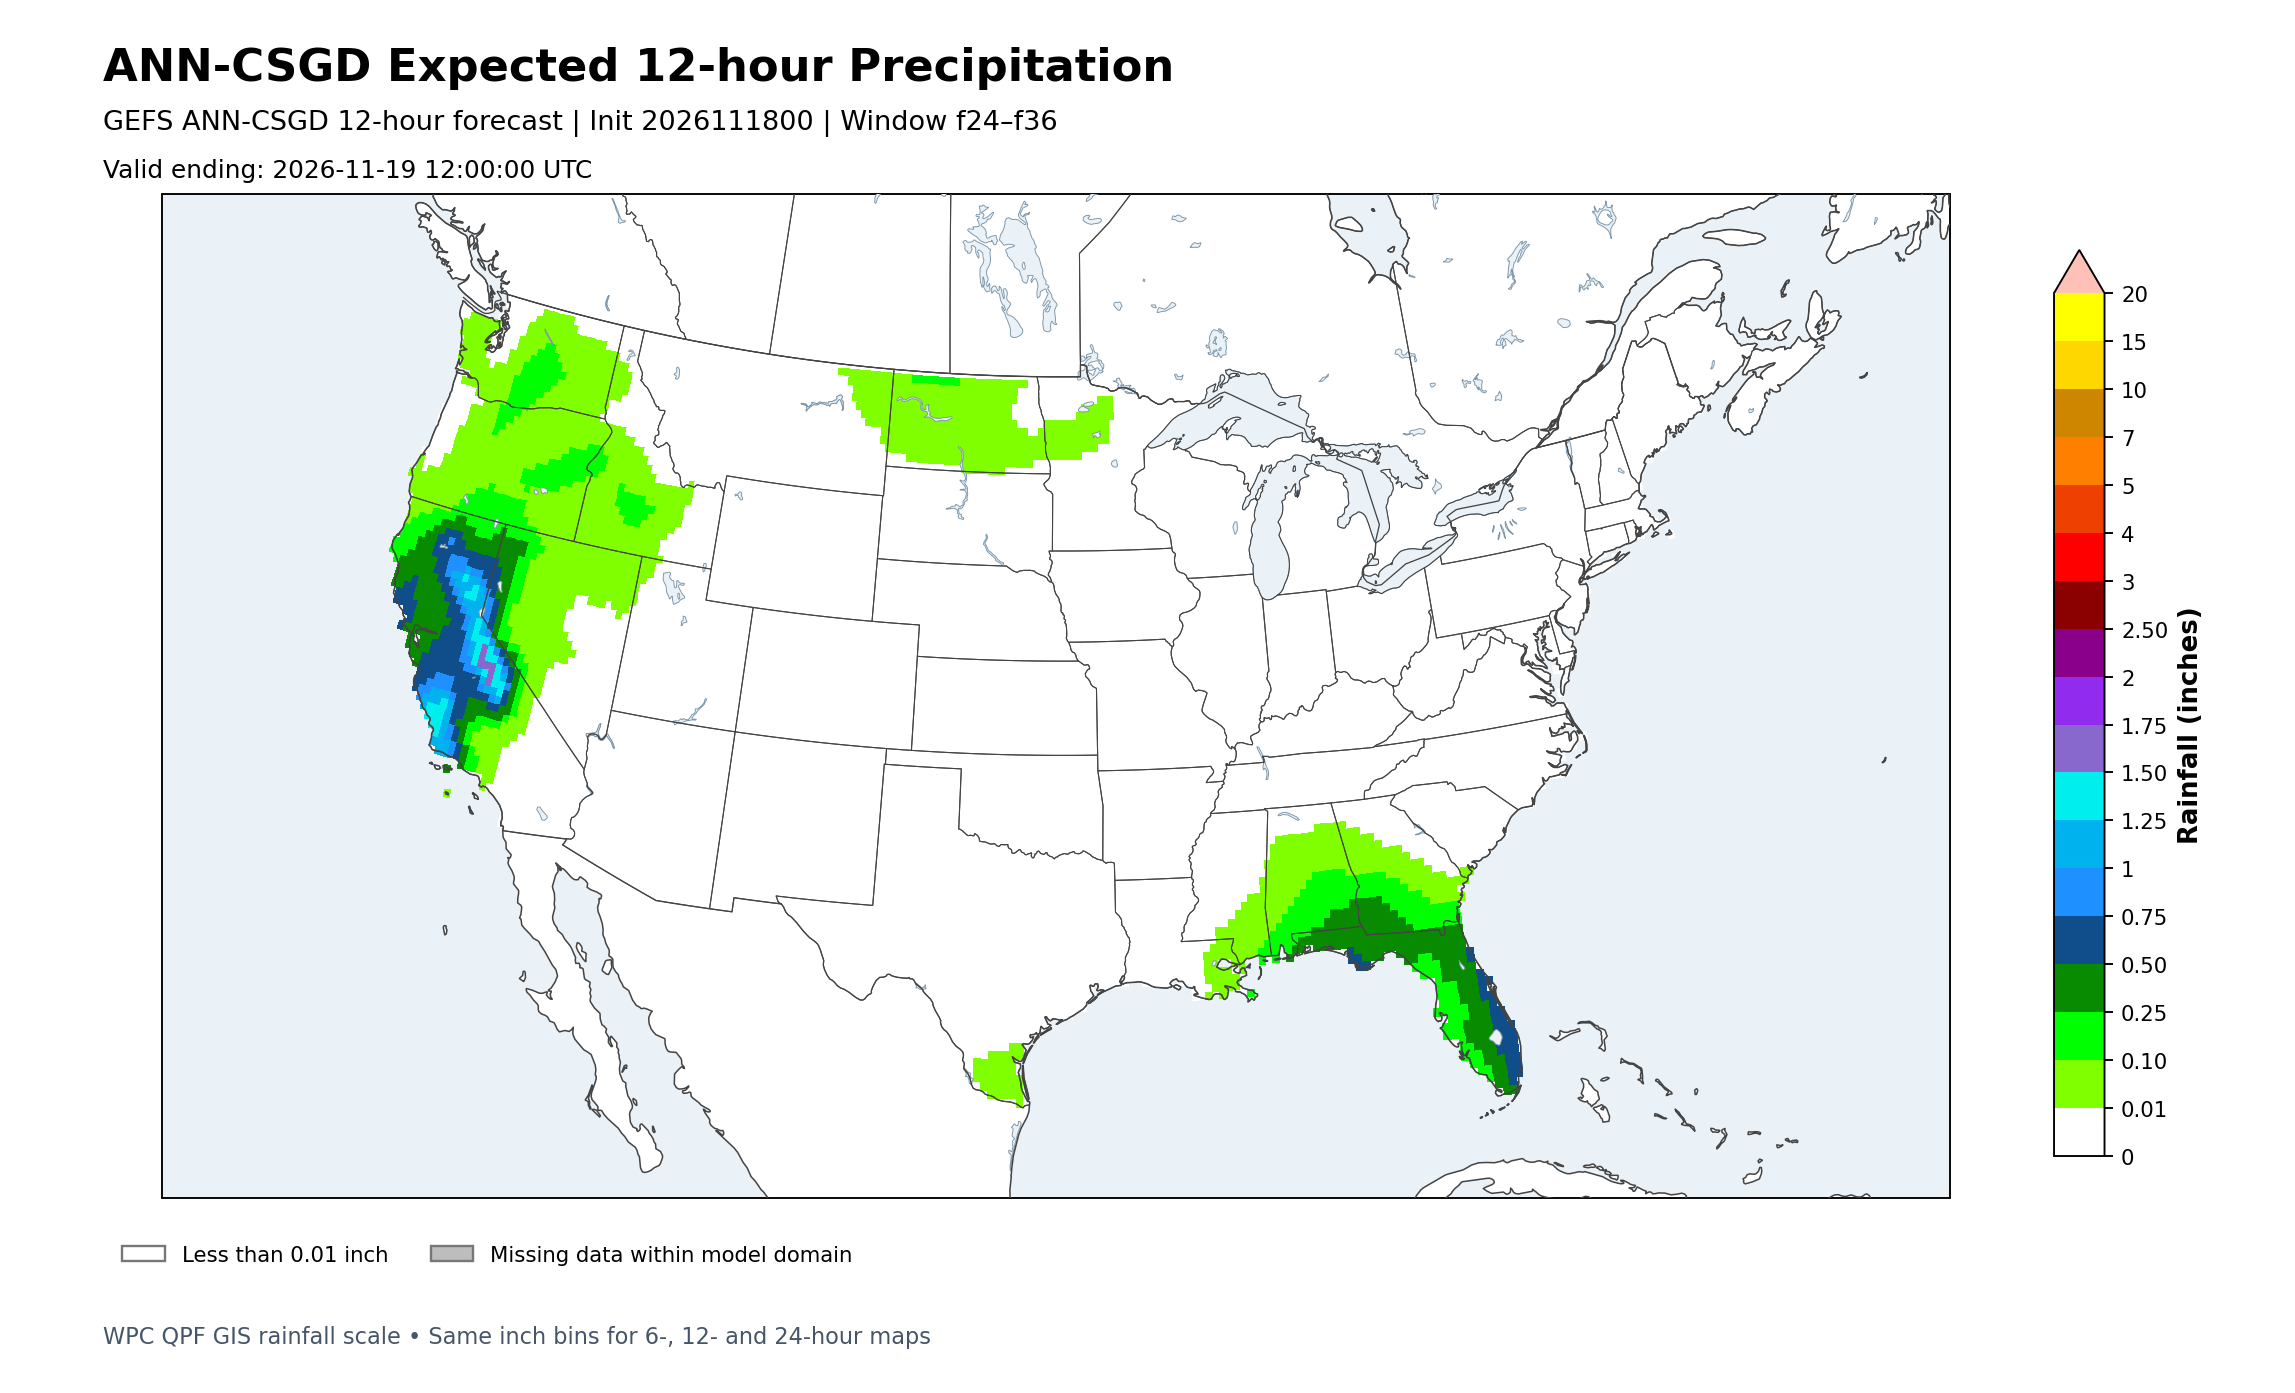 ANN-CSGD Expected 12-hour Precipitation
GEFS ANN-CSGD 12-hour forecast | Init 2026111800 | Window f24–f36
Valid ending: 2026-11-19 12:00:00 UTC
20
15
10
7
5
4
3
2.50
2
1.75
1.50
1.25
1
0.75
0.50
0.25
0.10
0.01
0
Rainfall (inches)
Less than 0.01 inch
Missing data within model domain
WPC QPF GIS rainfall scale • Same inch bins for 6-, 12- and 24-hour maps